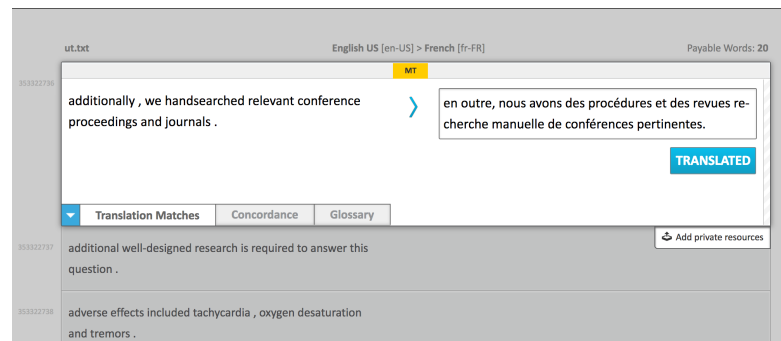 ut.txt English US [en-US] > French [fr-FR] Payable Words: 20
MT
353322736
additionally , we handsearched relevant conference
proceedings and journals .
en outre, nous avons des procédures et des revues re-
cherche manuelle de conférences pertinentes.
TRANSLATED
Translation Matches Concordance Glossary
Add private resources
353322737
additional well-designed research is required to answer this
question .
353322738
adverse effects included tachycardia , oxygen desaturation
and tremors .